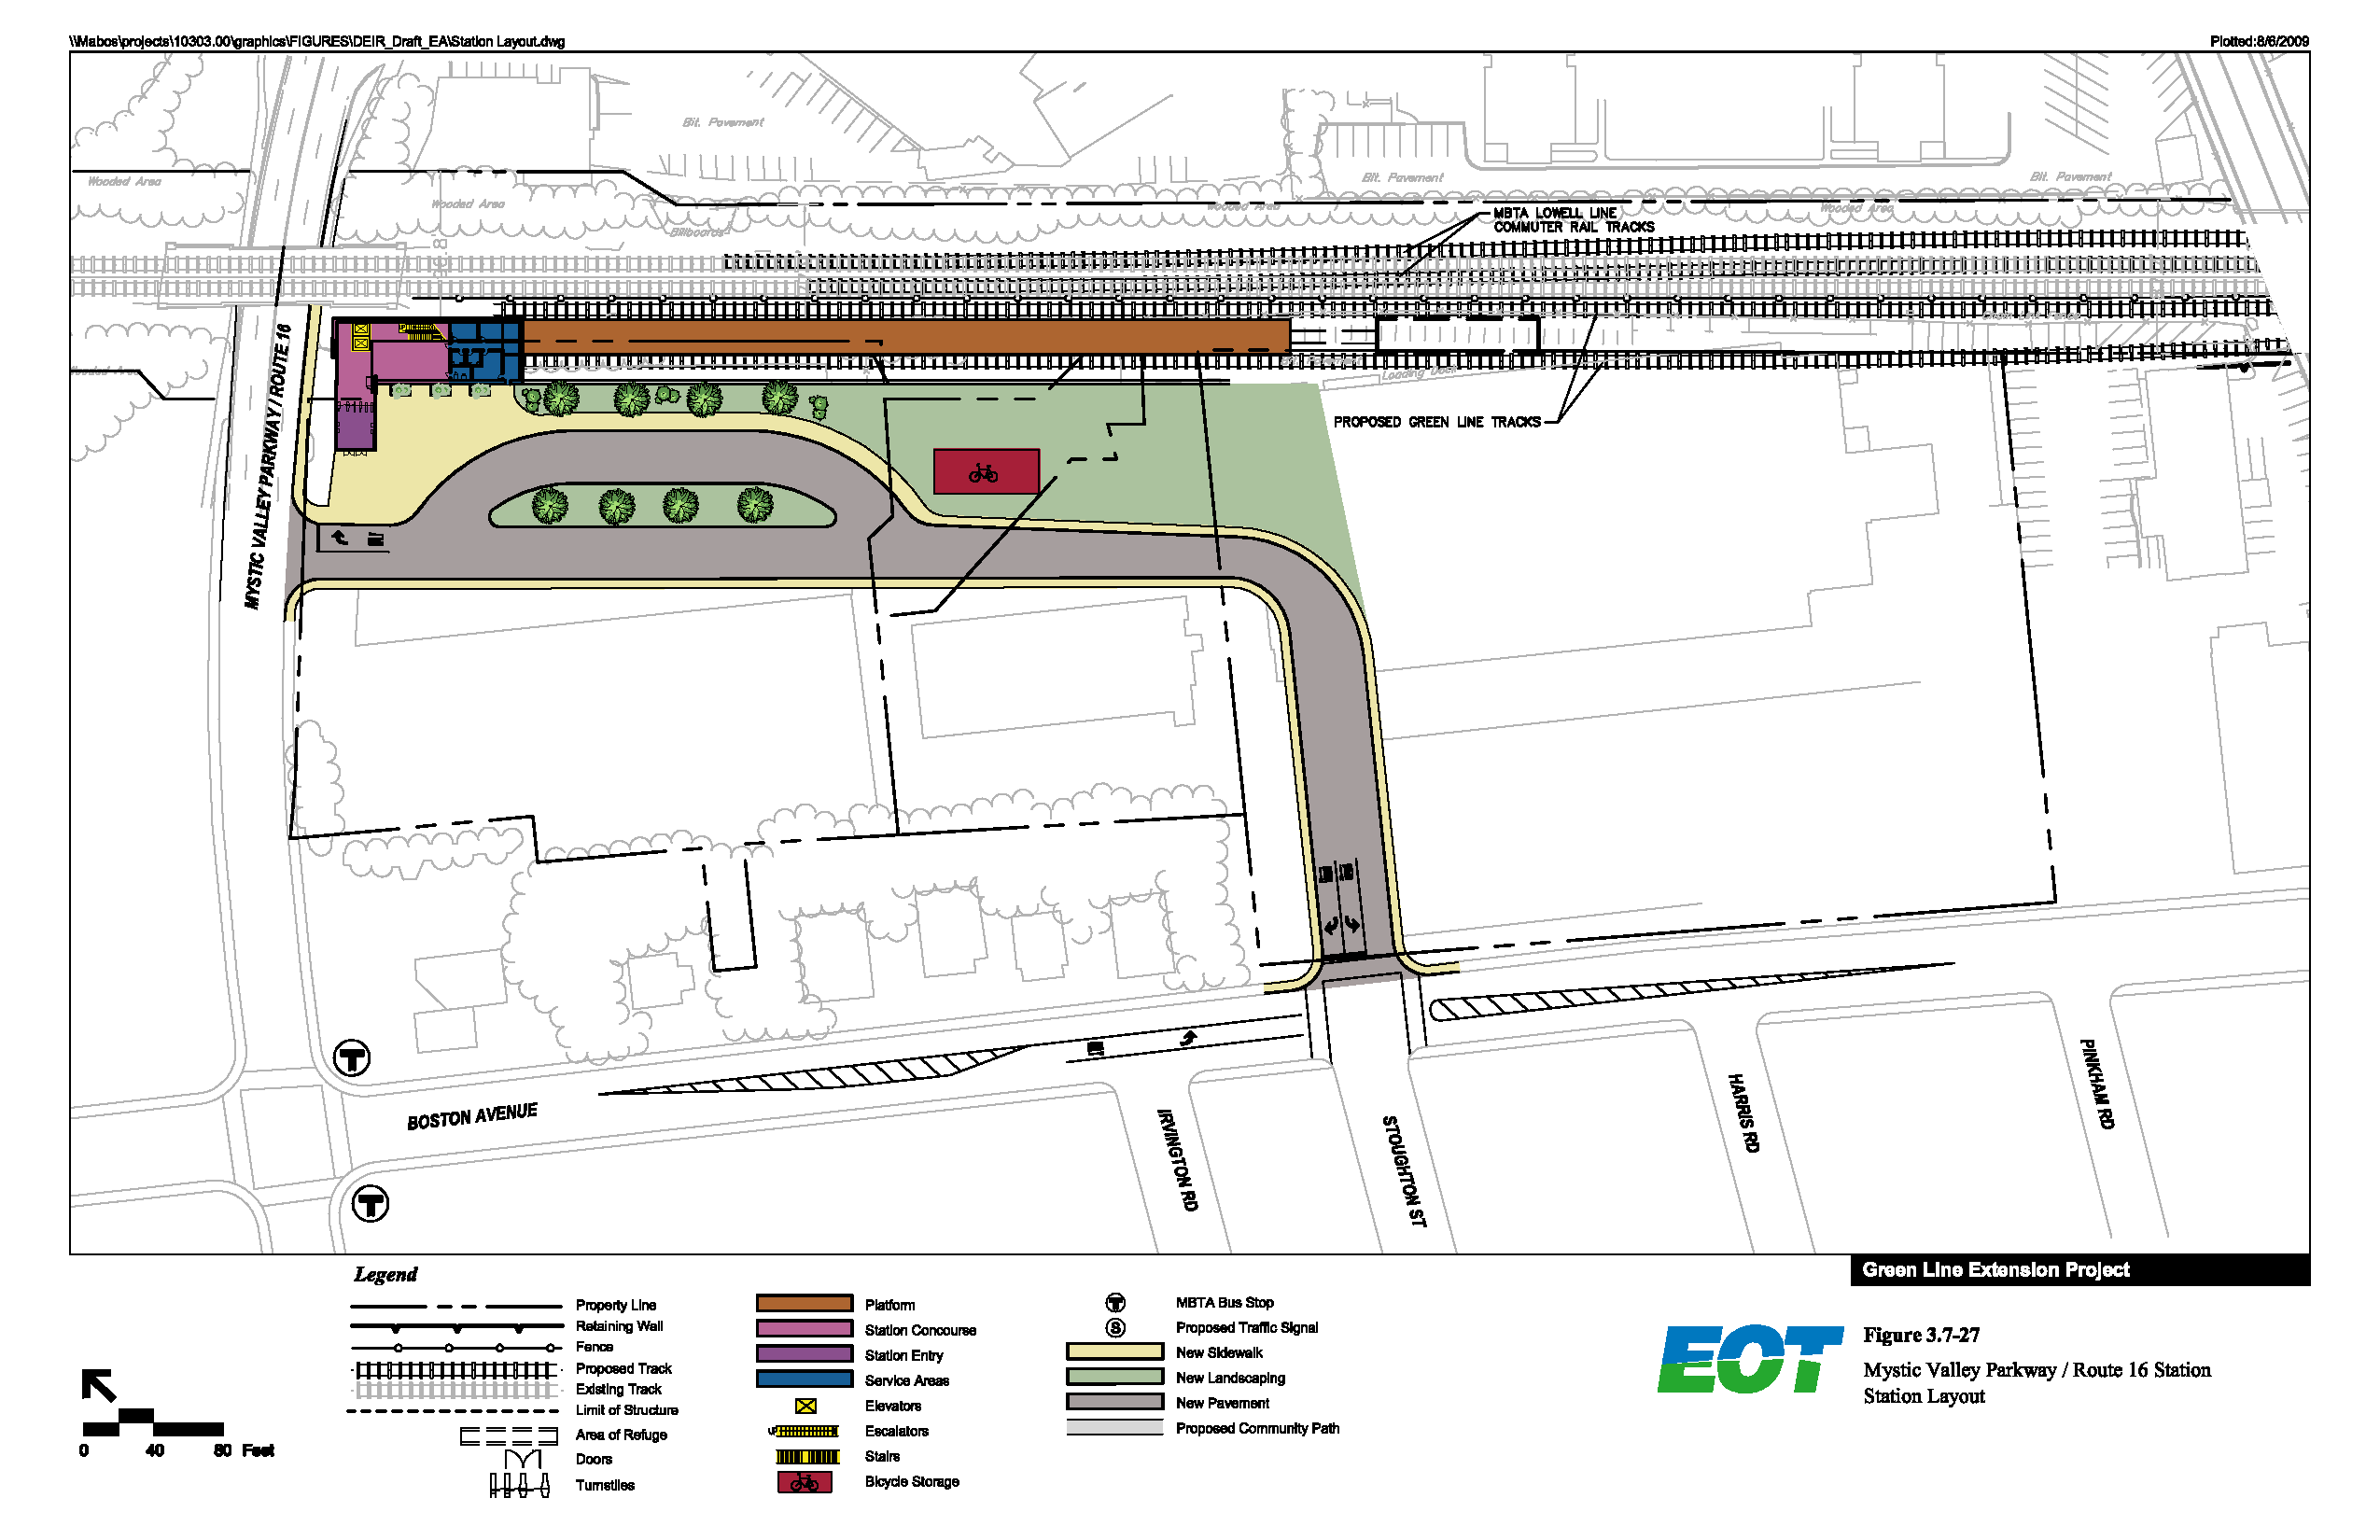 \\Mabos\projects\10303.00\graphics\FIGURES\DEIR_Draft_EA\Station Layout.dwg
Plotted:8/6/2009
Bit. Pavement
Wooded Area
Wooded Area
Bit. Pavement
Bit. Pavement
Wooded Area
Wooded Area
Billboards
MBTA LOWELL LINE
COMMUTER RAIL TRACKS
Loading Dock
PROPOSED GREEN LINE TRACKS
MYSTIC VALLEY PARKWAY / ROUTE 16
BOSTON AVENUE
IRVINGTON RD
STOUGHTON ST
HARRIS RD
PINKHAM RD
T
T
Green Line Extension Project
Legend
Property Line
Retaining Wall
Fence
Proposed Track
Existing Track
Limit of Structure
Area of Refuge
Doors
Turnstiles
Platform
Station Concourse
Station Entry
Service Areas
Elevators
UP
Escalators
Stairs
Bicycle Storage
T MBTA Bus Stop
S Proposed Traffic Signal
New Sidewalk
New Landscaping
New Pavement
Proposed Community Path
0 40 80 Feet
EOT
Figure 3.7-27
Mystic Valley Parkway / Route 16 Station
Station Layout